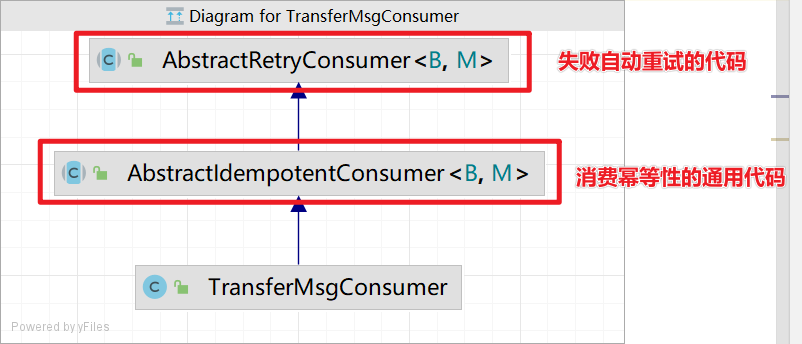 Diagram for TransferMsgConsumer
AbstractRetryConsumer<B, M>
失败自动重试的代码
AbstractIdempotentConsumer<B, M>
消费幂等性的通用代码
TransferMsgConsumer
Powered by yFiles